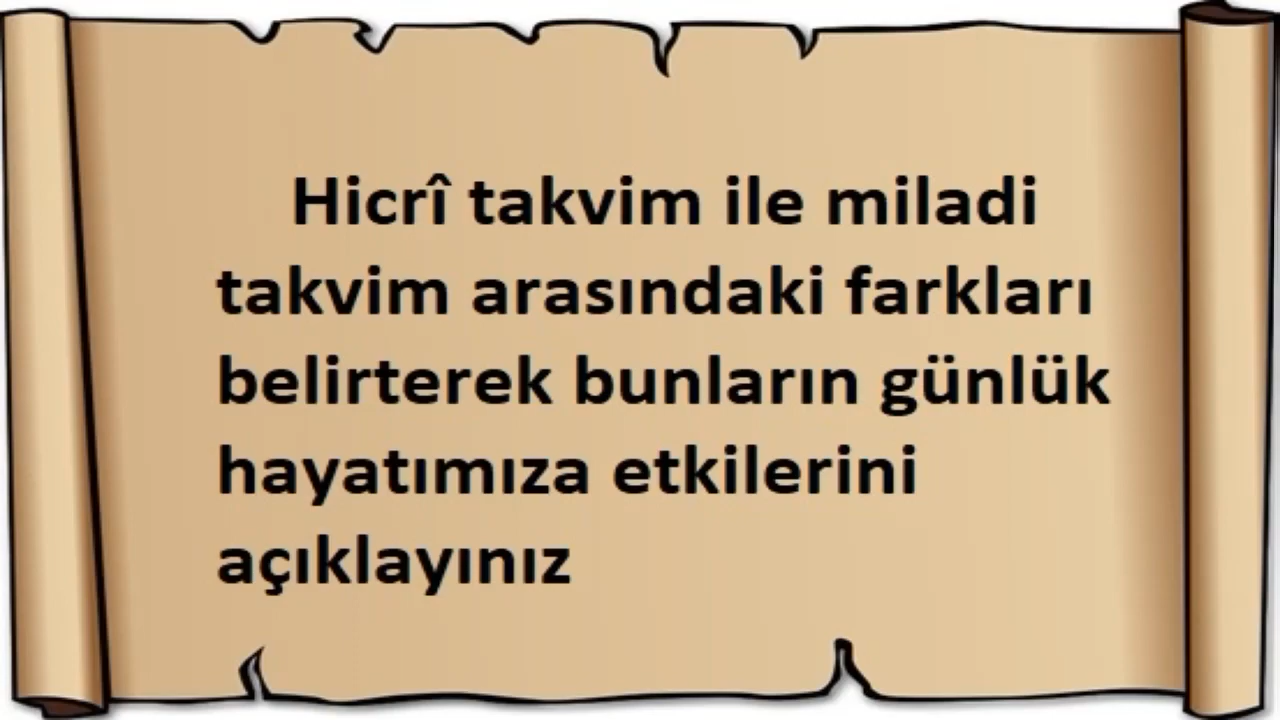 Hicrî takvim ile miladi
takvim arasındaki farkları
belirterek bunların günlük
hayatımıza etkilerini
açıklayınız